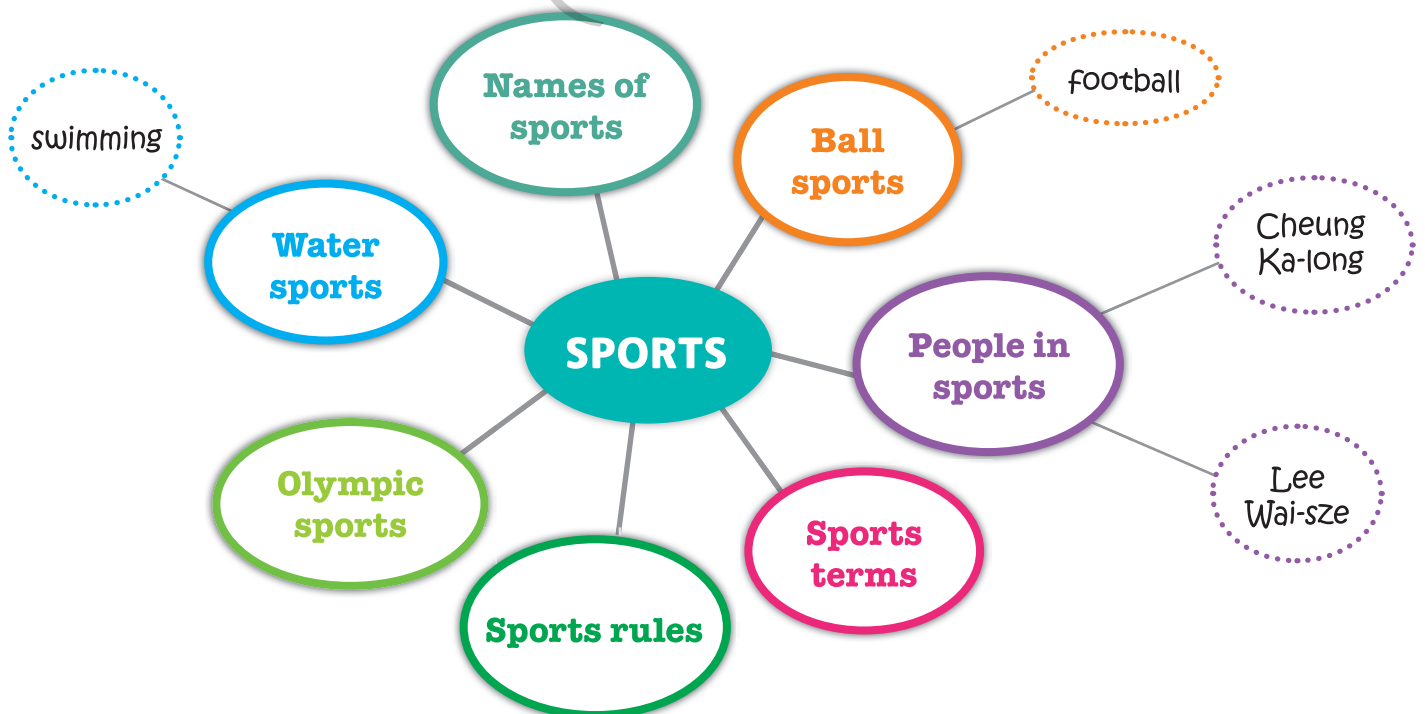 Names of
sports
football
Ball
sports
swimming
Cheung
Ka-long
Water
sports
SPORTS
People in
sports
Lee
Wai-sze
Olympic
sports
Sports
terms
Sports rules